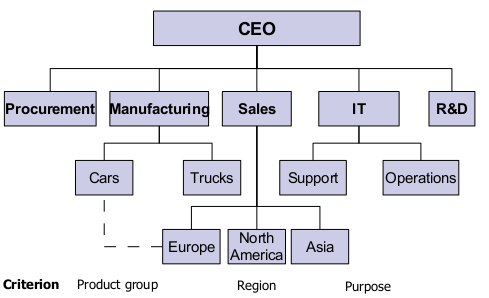 CEO
Procurement Manufacturing Sales IT R&D
Cars Trucks Support Operations
Europe North America Asia
Criterion Product group Region Purpose